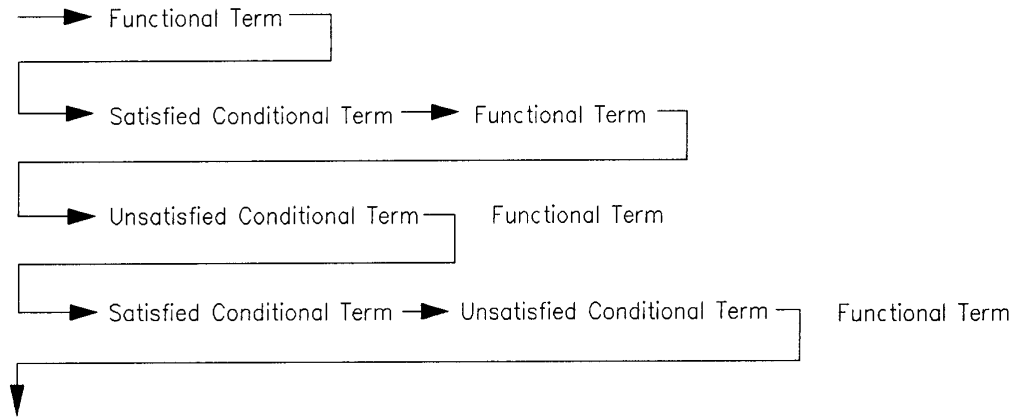 Functional Term
Satisfied Conditional Term Functional Term
Unsatisfied Conditional Term Functional Term
Satisfied Conditional Term Unsatisfied Conditional Term Functional Term